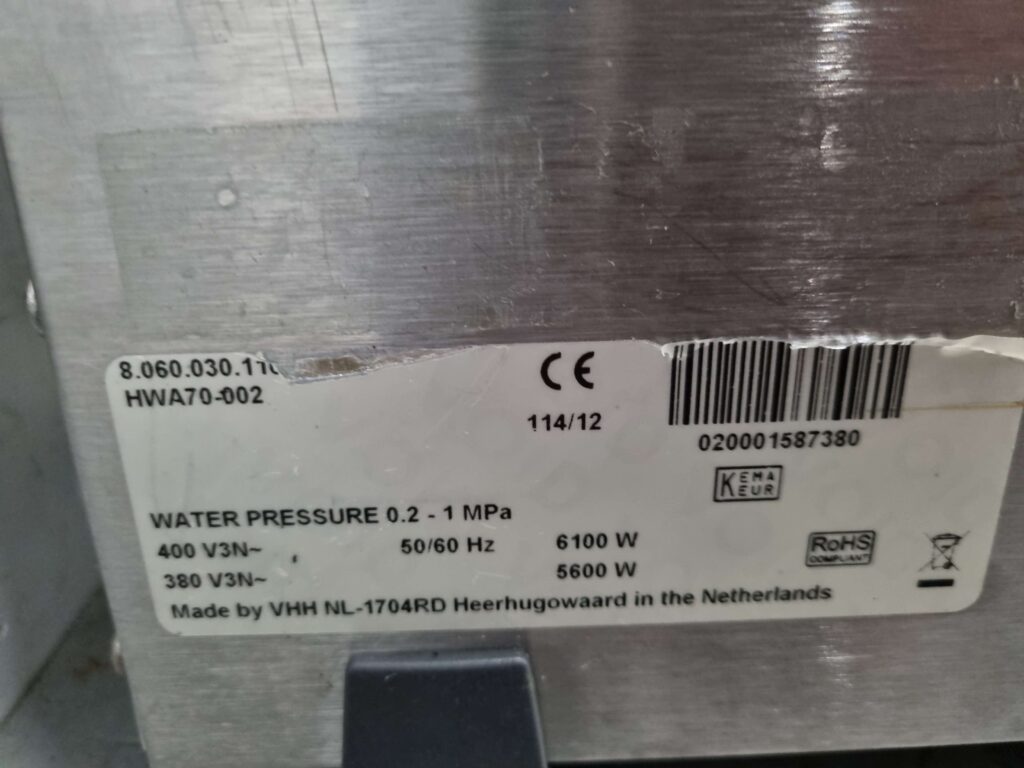 8.060.030.110
HWA70-002
CE
114/12
020001587380
KEMA
KEUR
WATER PRESSURE 0.2 - 1 MPa
400 V3N~ 50/60 Hz 6100 W
380 V3N~ 5600 W
RoHS
COMPLIANT
Made by VHH NL-1704RD Heerhugowaard in the Netherlands